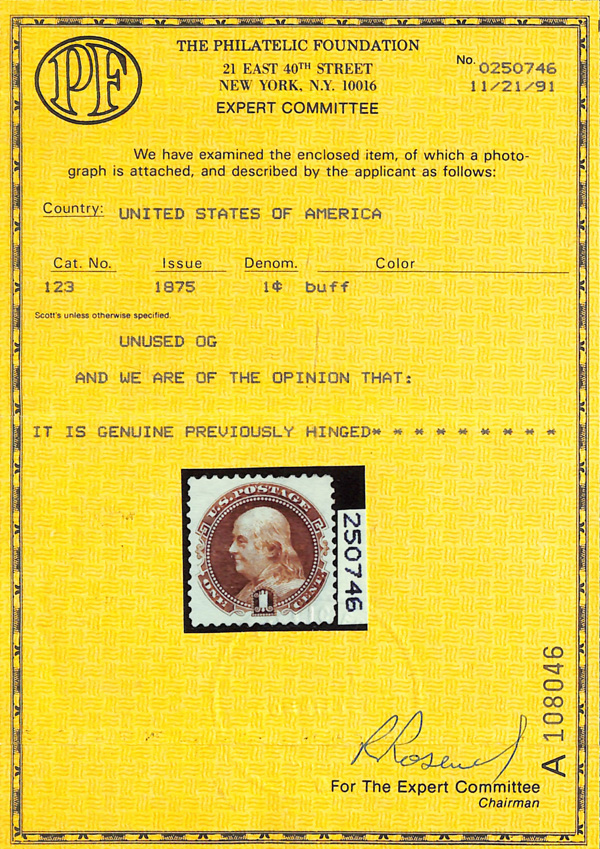 PF
THE PHILATELIC FOUNDATION
21 EAST 40TH STREET
NEW YORK, N.Y. 10016
EXPERT COMMITTEE
No. 0250746
11/21/91
We have examined the enclosed item, of which a photo-
graph is attached, and described by the applicant as follows:
Country: UNITED STATES OF AMERICA
Cat. No. Issue Denom. Color
123 1875 1¢ buff
Scott's unless otherwise specified.
UNUSED OG
AND WE ARE OF THE OPINION THAT:
IT IS GENUINE PREVIOUSLY HINGED* * * * * * * * *
U.S. POSTAGE
ONE 1 CENT
250746
A 108046
R Rosen
For The Expert Committee
Chairman